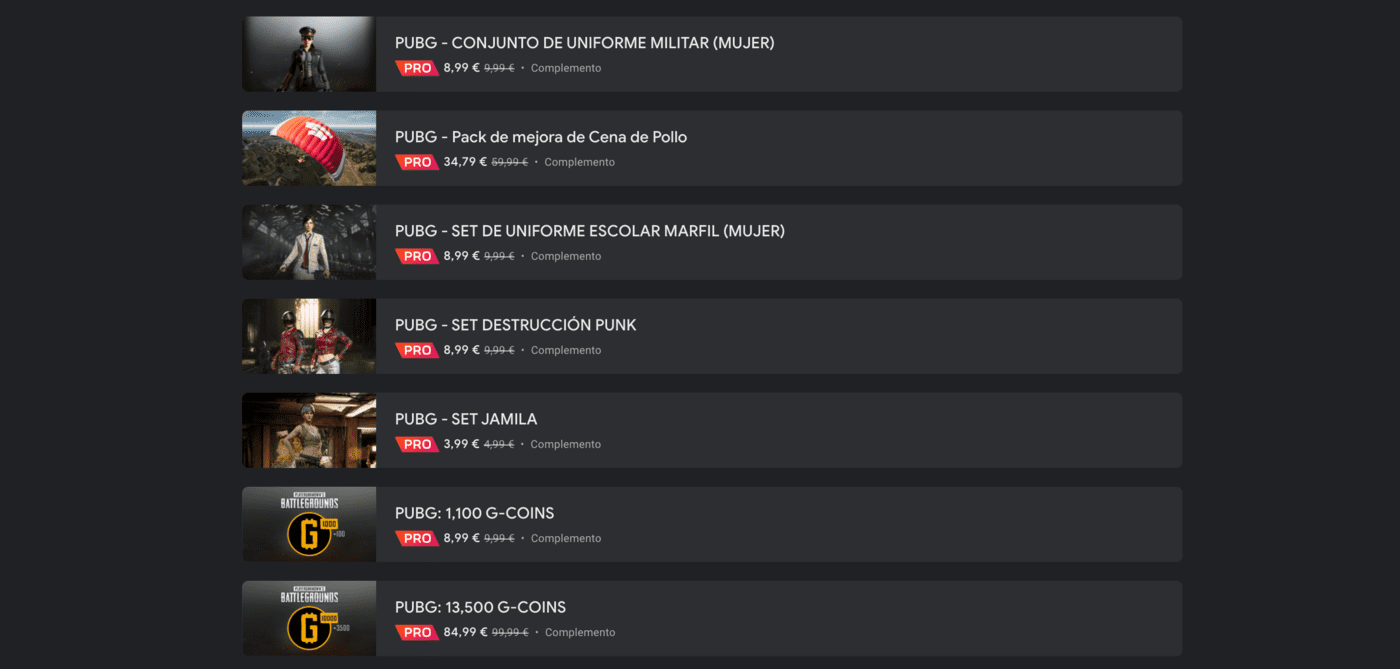 PUBG - CONJUNTO DE UNIFORME MILITAR (MUJER)
PRO 8,99 € 9,99 € • Complemento
PUBG - Pack de mejora de Cena de Pollo
PRO 34,79 € 59,99 € • Complemento
PUBG - SET DE UNIFORME ESCOLAR MARFIL (MUJER)
PRO 8,99 € 9,99 € • Complemento
PUBG - SET DESTRUCCIÓN PUNK
PRO 8,99 € 9,99 € • Complemento
PUBG - SET JAMILA
PRO 3,99 € 4,99 € • Complemento
BATTLEGROUNDS
G 1000
+100
PUBG: 1,100 G-COINS
PRO 8,99 € 9,99 € • Complemento
BATTLEGROUNDS
G 10000
+3500
PUBG: 13,500 G-COINS
PRO 84,99 € 99,99 € • Complemento